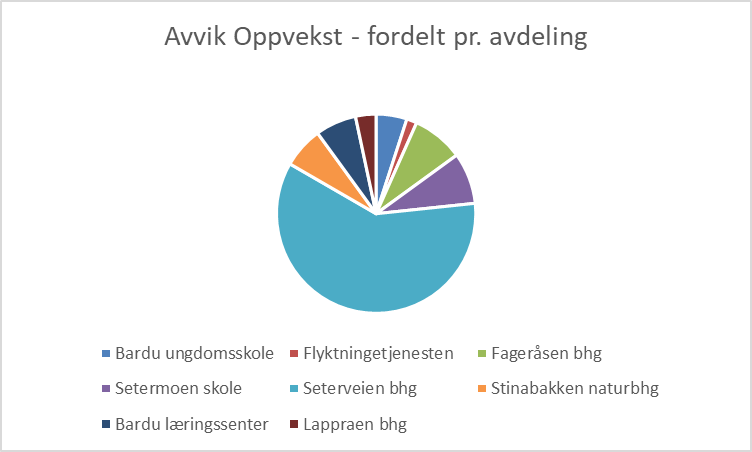 Avvik Oppvekst - fordelt pr. avdeling
Bardu ungdomsskole Flyktningetjenesten Fageråsen bhg
Setermoen skole Seterveien bhg Stinabakken naturbhg
Bardu læringssenter Lappraen bhg